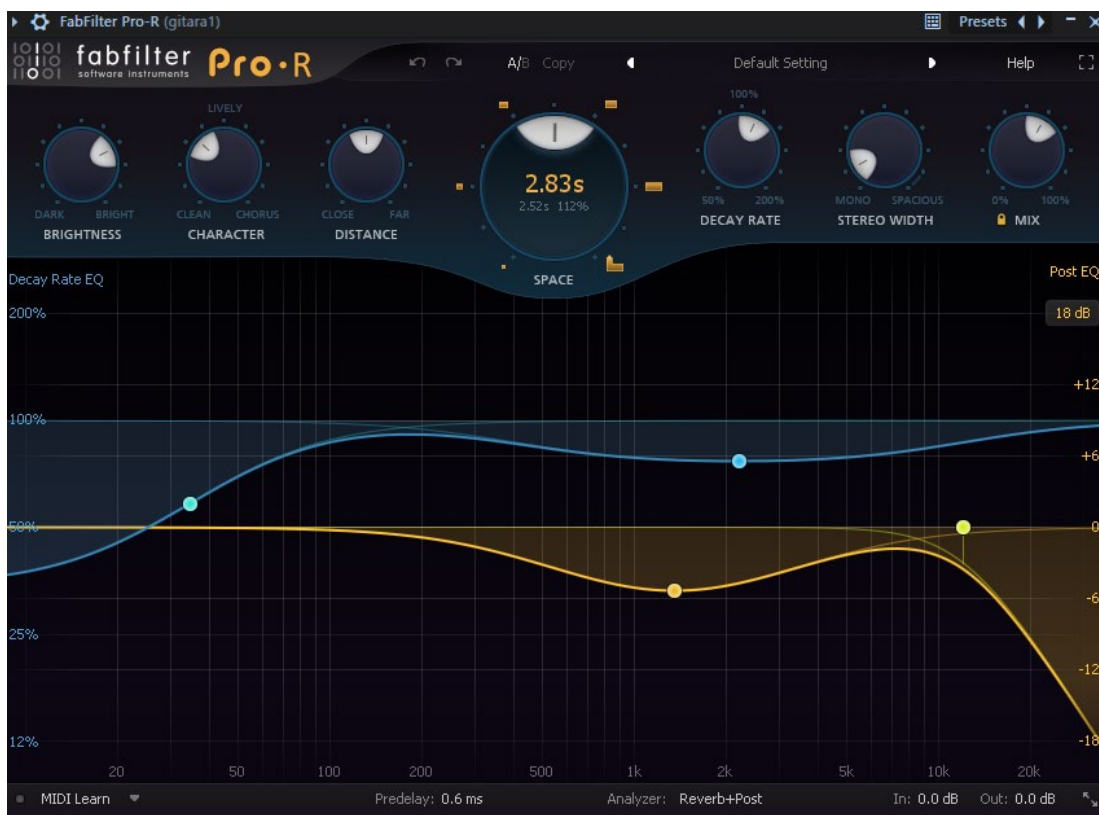 FabFilter Pro-R (gitara1) Presets
fabfilter Pro·R
software instruments
A/B Copy Default Setting Help
LIVELY 100%
2.83s
2.52s 112%
DARK BRIGHT CLEAN CHORUS CLOSE FAR 50% 200% MONO SPACIOUS 0% 100%
BRIGHTNESS CHARACTER DISTANCE SPACE DECAY RATE STEREO WIDTH MIX
Decay Rate EQ Post EQ
200% 18 dB
+12
100%
+6
50% 0
-6
25%
-12
12% -18
20 50 100 200 500 1k 2k 5k 10k 20k
MIDI Learn Predelay: 0.6 ms Analyzer: Reverb+Post In: 0.0 dB Out: 0.0 dB